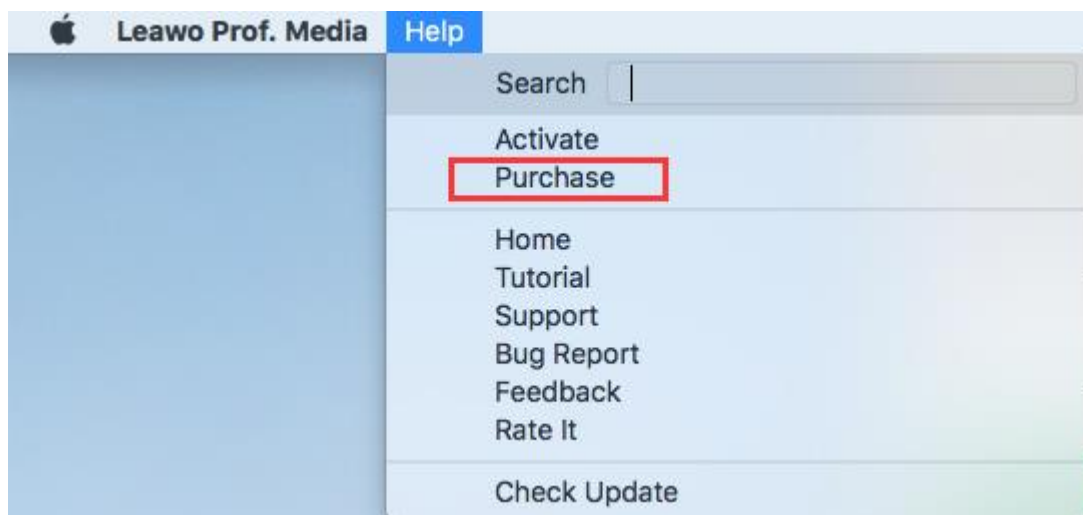 Leawo Prof. Media Help
Search
Activate
Purchase
Home
Tutorial
Support
Bug Report
Feedback
Rate It
Check Update